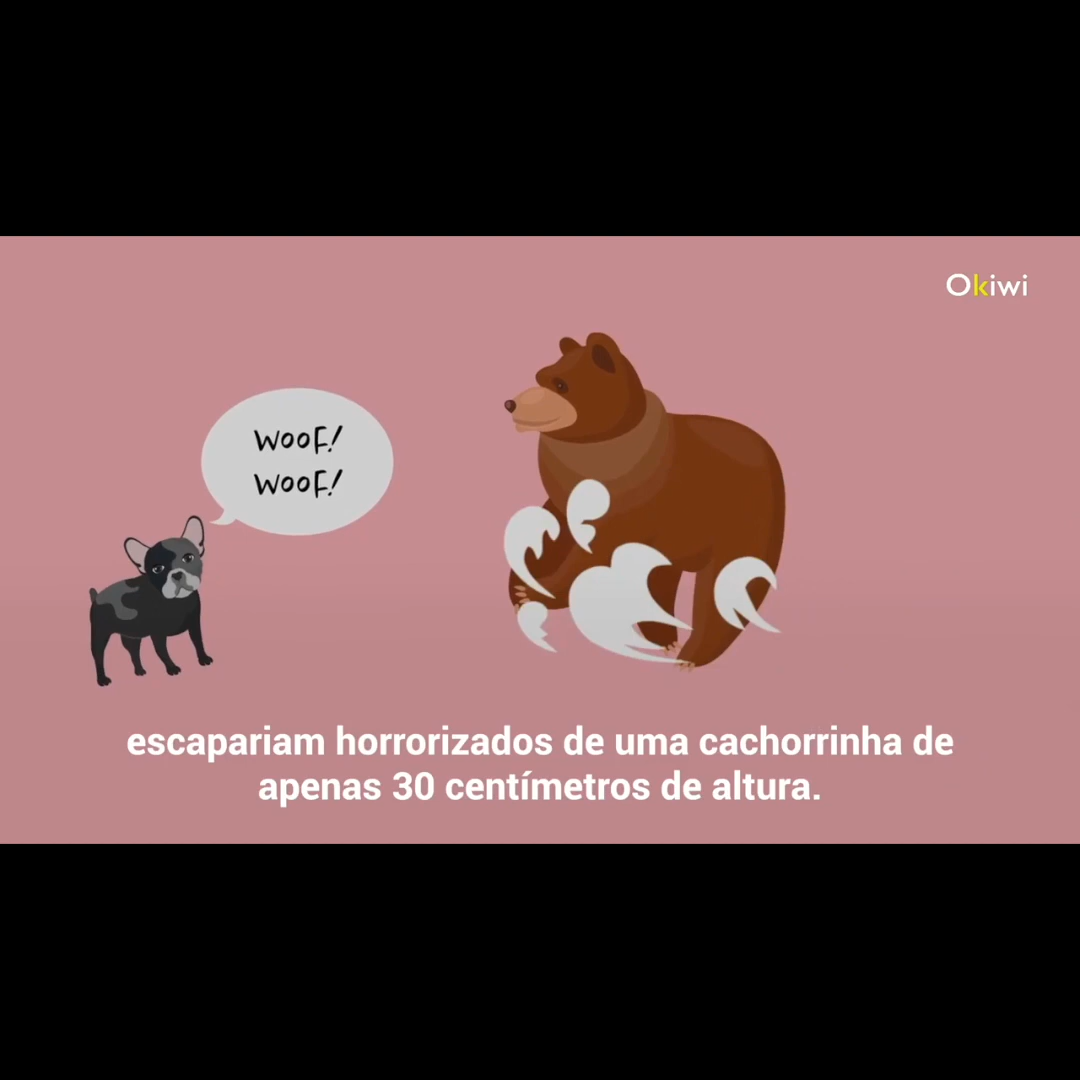 Okiwi
WOOF!
WOOF!
escapariam horrorizados de uma cachorrinha de
apenas 30 centímetros de altura.